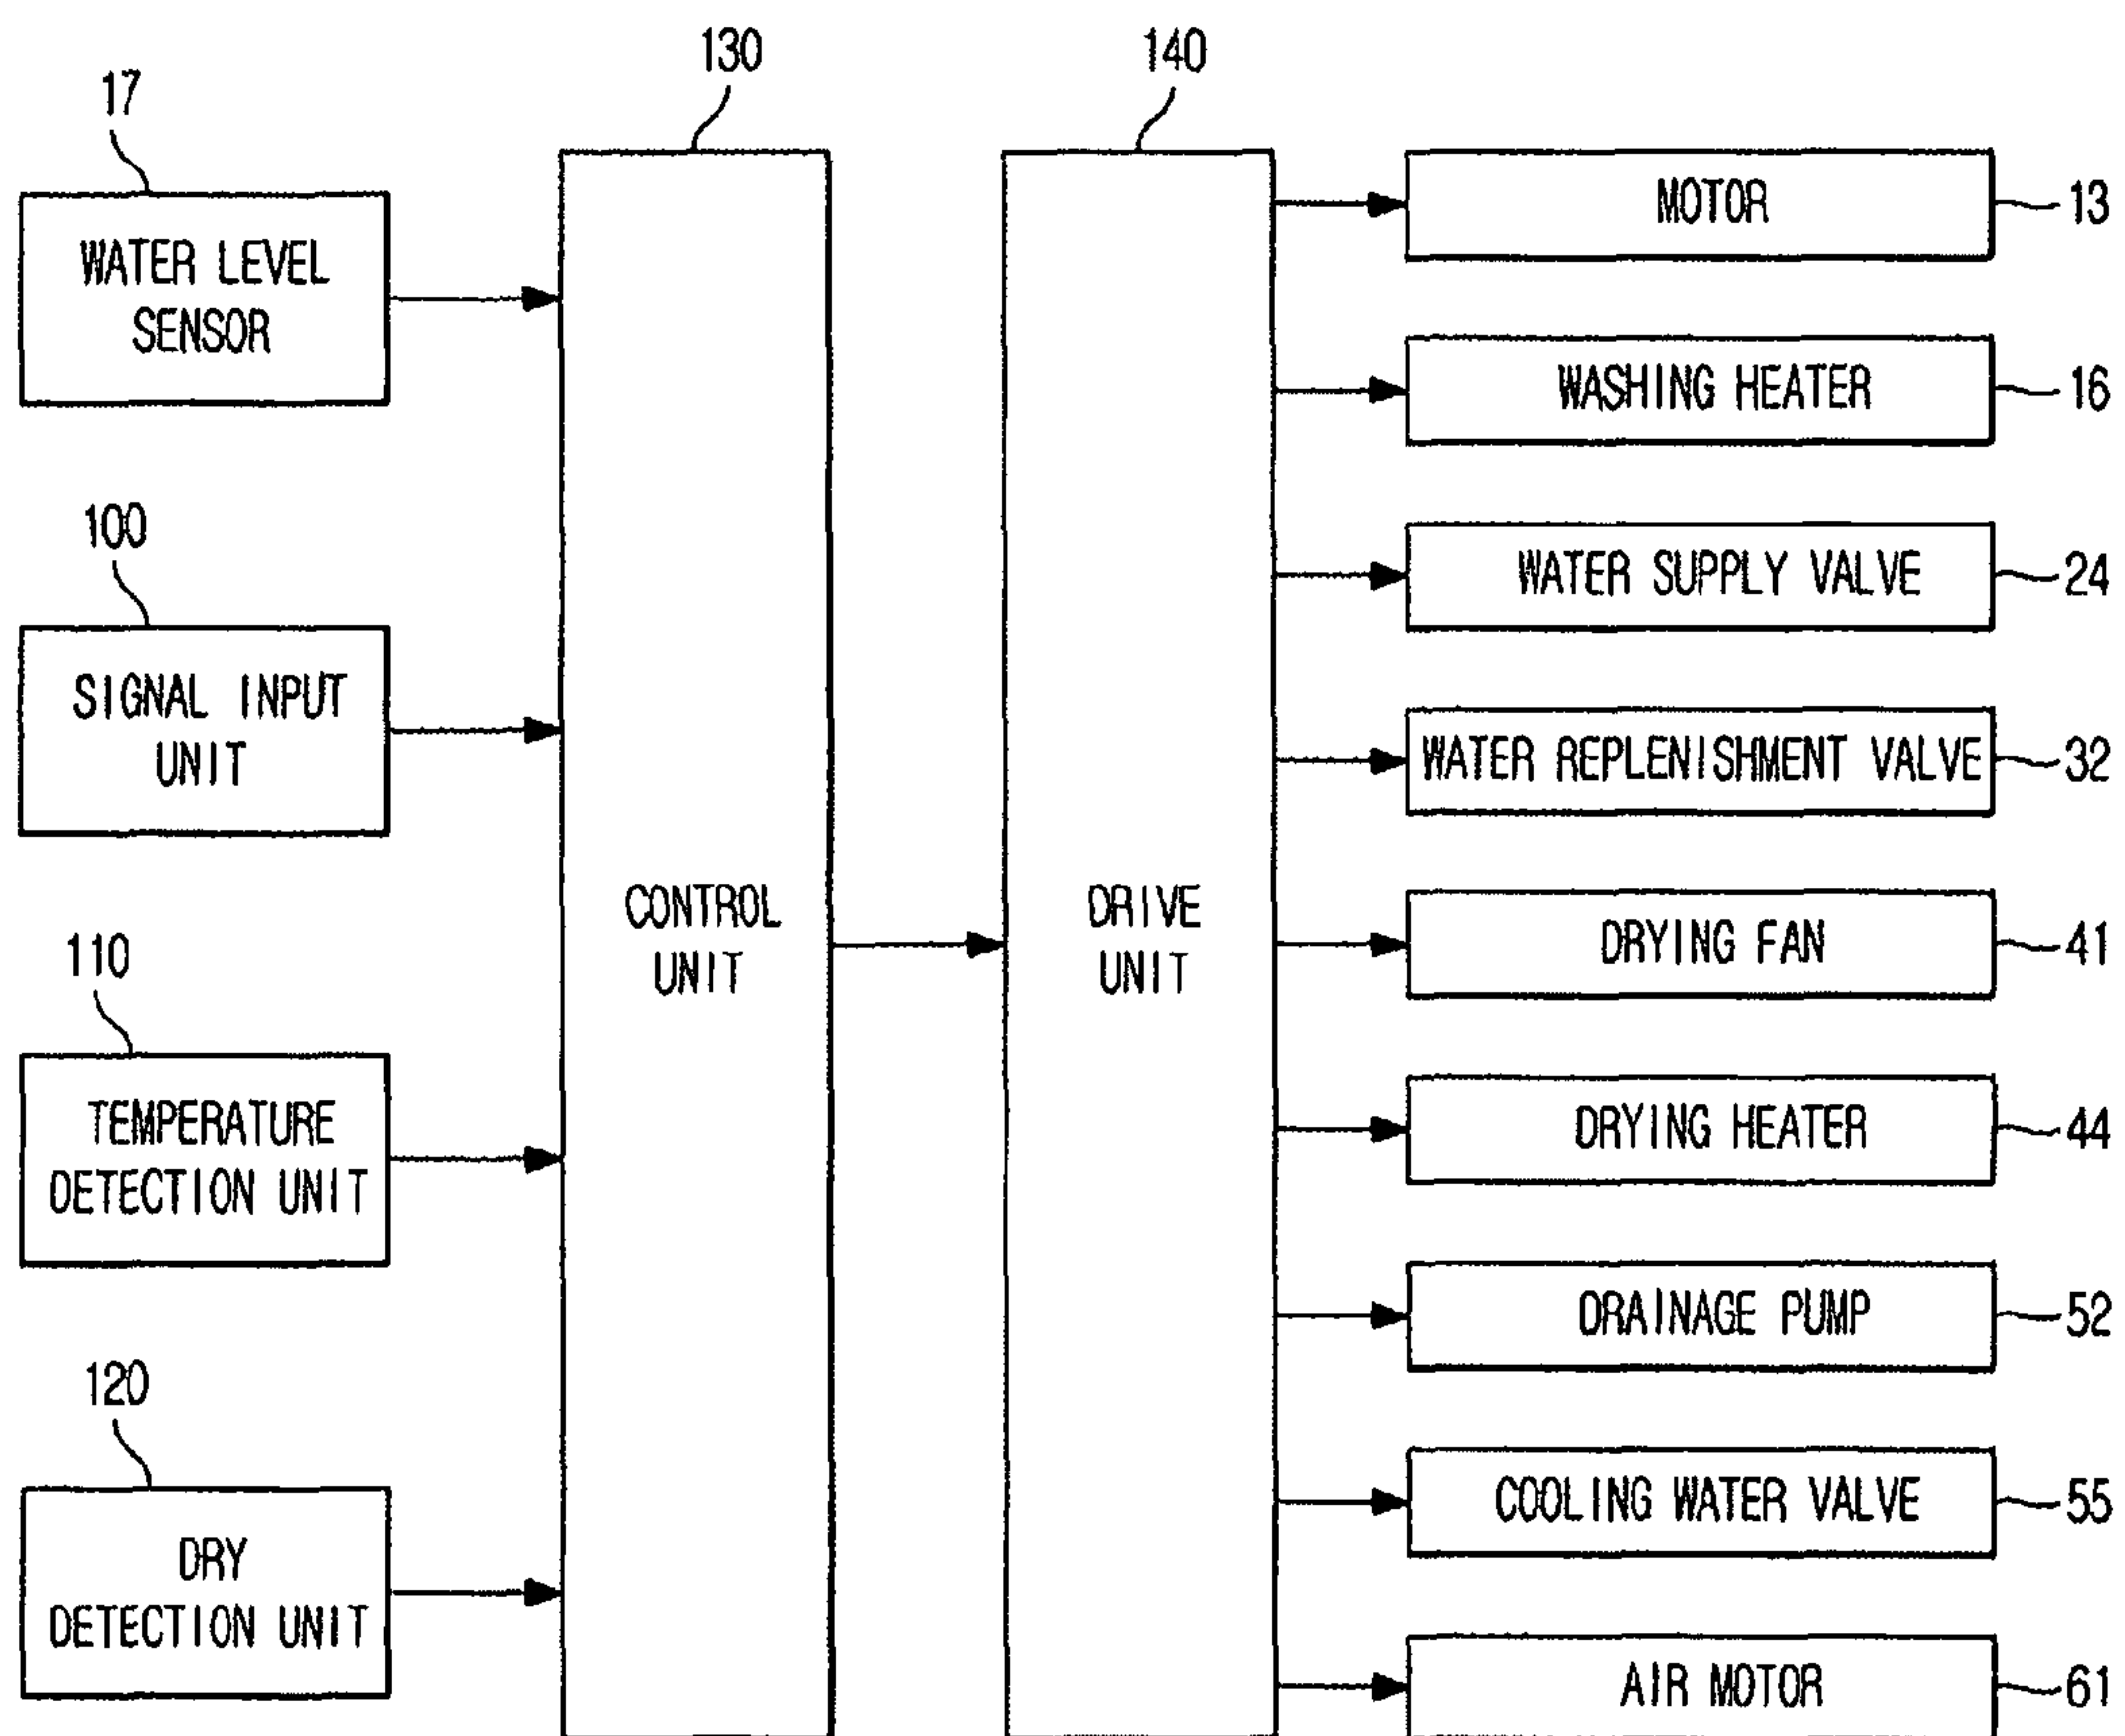 130
140
17
WATER LEVEL
SENSOR
100
SIGNAL INPUT
UNIT
110
TEMPERATURE
DETECTION UNIT
120
DRY
DETECTION UNIT
CONTROL
UNIT
DRIVE
UNIT
MOTOR 13
WASHING HEATER 16
WATER SUPPLY VALVE 24
WATER REPLENISHMENT VALVE 32
DRYING FAN 41
DRYING HEATER 44
DRAINAGE PUMP 52
COOLING WATER VALVE 55
AIR MOTOR 61